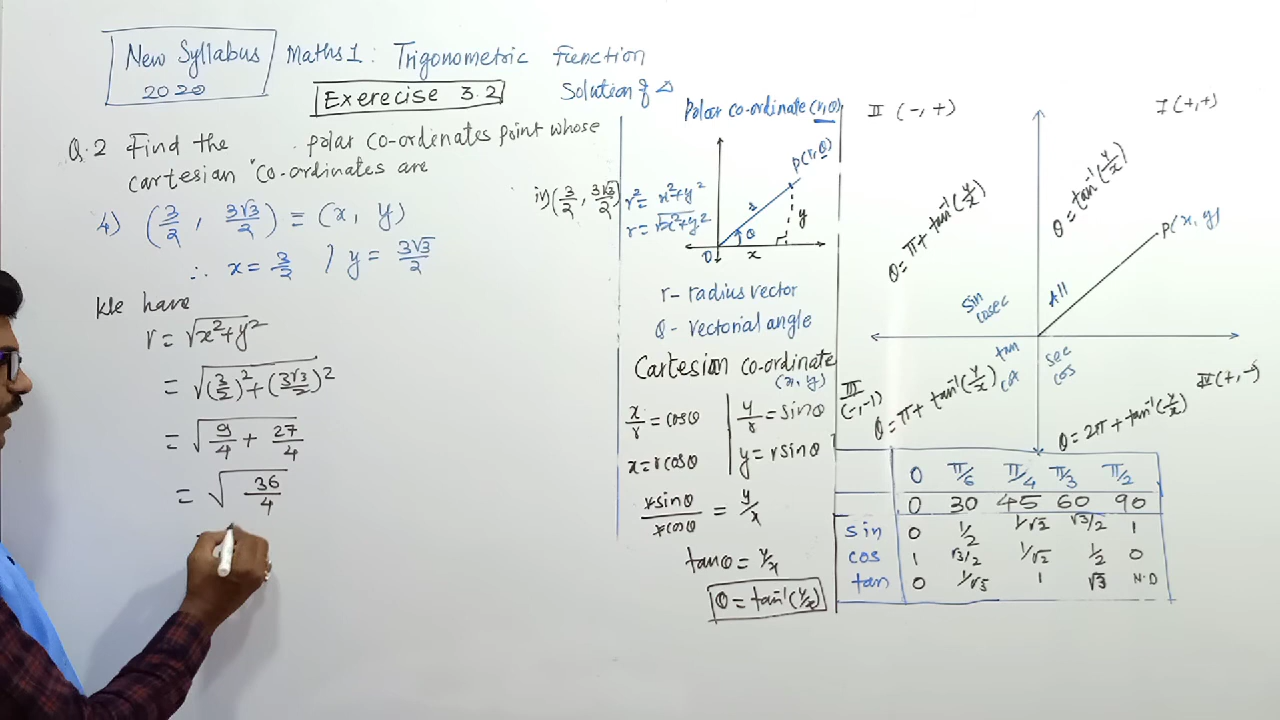 New Syllabus
2020
Maths 1 : Trigonometric Function
Exerecise 3.2
Solution of △
Q.2 Find the polar co-ordenates point whose
cartesian co-ordinates are
4) (3/2, 3√3/2) ≡ (x, y)
∴ x = 3/2 , y = 3√3/2
We have
r = √x²+y²
= √(3/2)² + (3√3/2)²
= √9/4 + 27/4
= √36/4
iv) (3/2, 3√3/2)
Polar co-ordinate (r,θ)
r² = x²+y²
r = √x²+y²
P(r,θ)
r
y
θ
O
x
r - radius vector
θ - vectorial angle
Cartesian co-ordinate
(x, y)
x/r = cosθ
x = r cosθ
y/r = sinθ
y = r sinθ
r sinθ / r cosθ = y/x
tanθ = y/x
θ = tan⁻¹(y/x)
II (-, +)
I (+, +)
θ = π + tan⁻¹(y/x)
θ = tan⁻¹(y/x)
P(x, y)
sin
cosec
All
tan
cot
sec
cos
III
(-, -)
θ = π + tan⁻¹(y/x)
IV (+, -)
θ = 2π + tan⁻¹(y/x)
0 π/6 π/4 π/3 π/2
0 30 45 60 90
sin 0 1/2 1/√2 √3/2 1
cos 1 √3/2 1/√2 1/2 0
tan 0 1/√3 1 √3 N.D